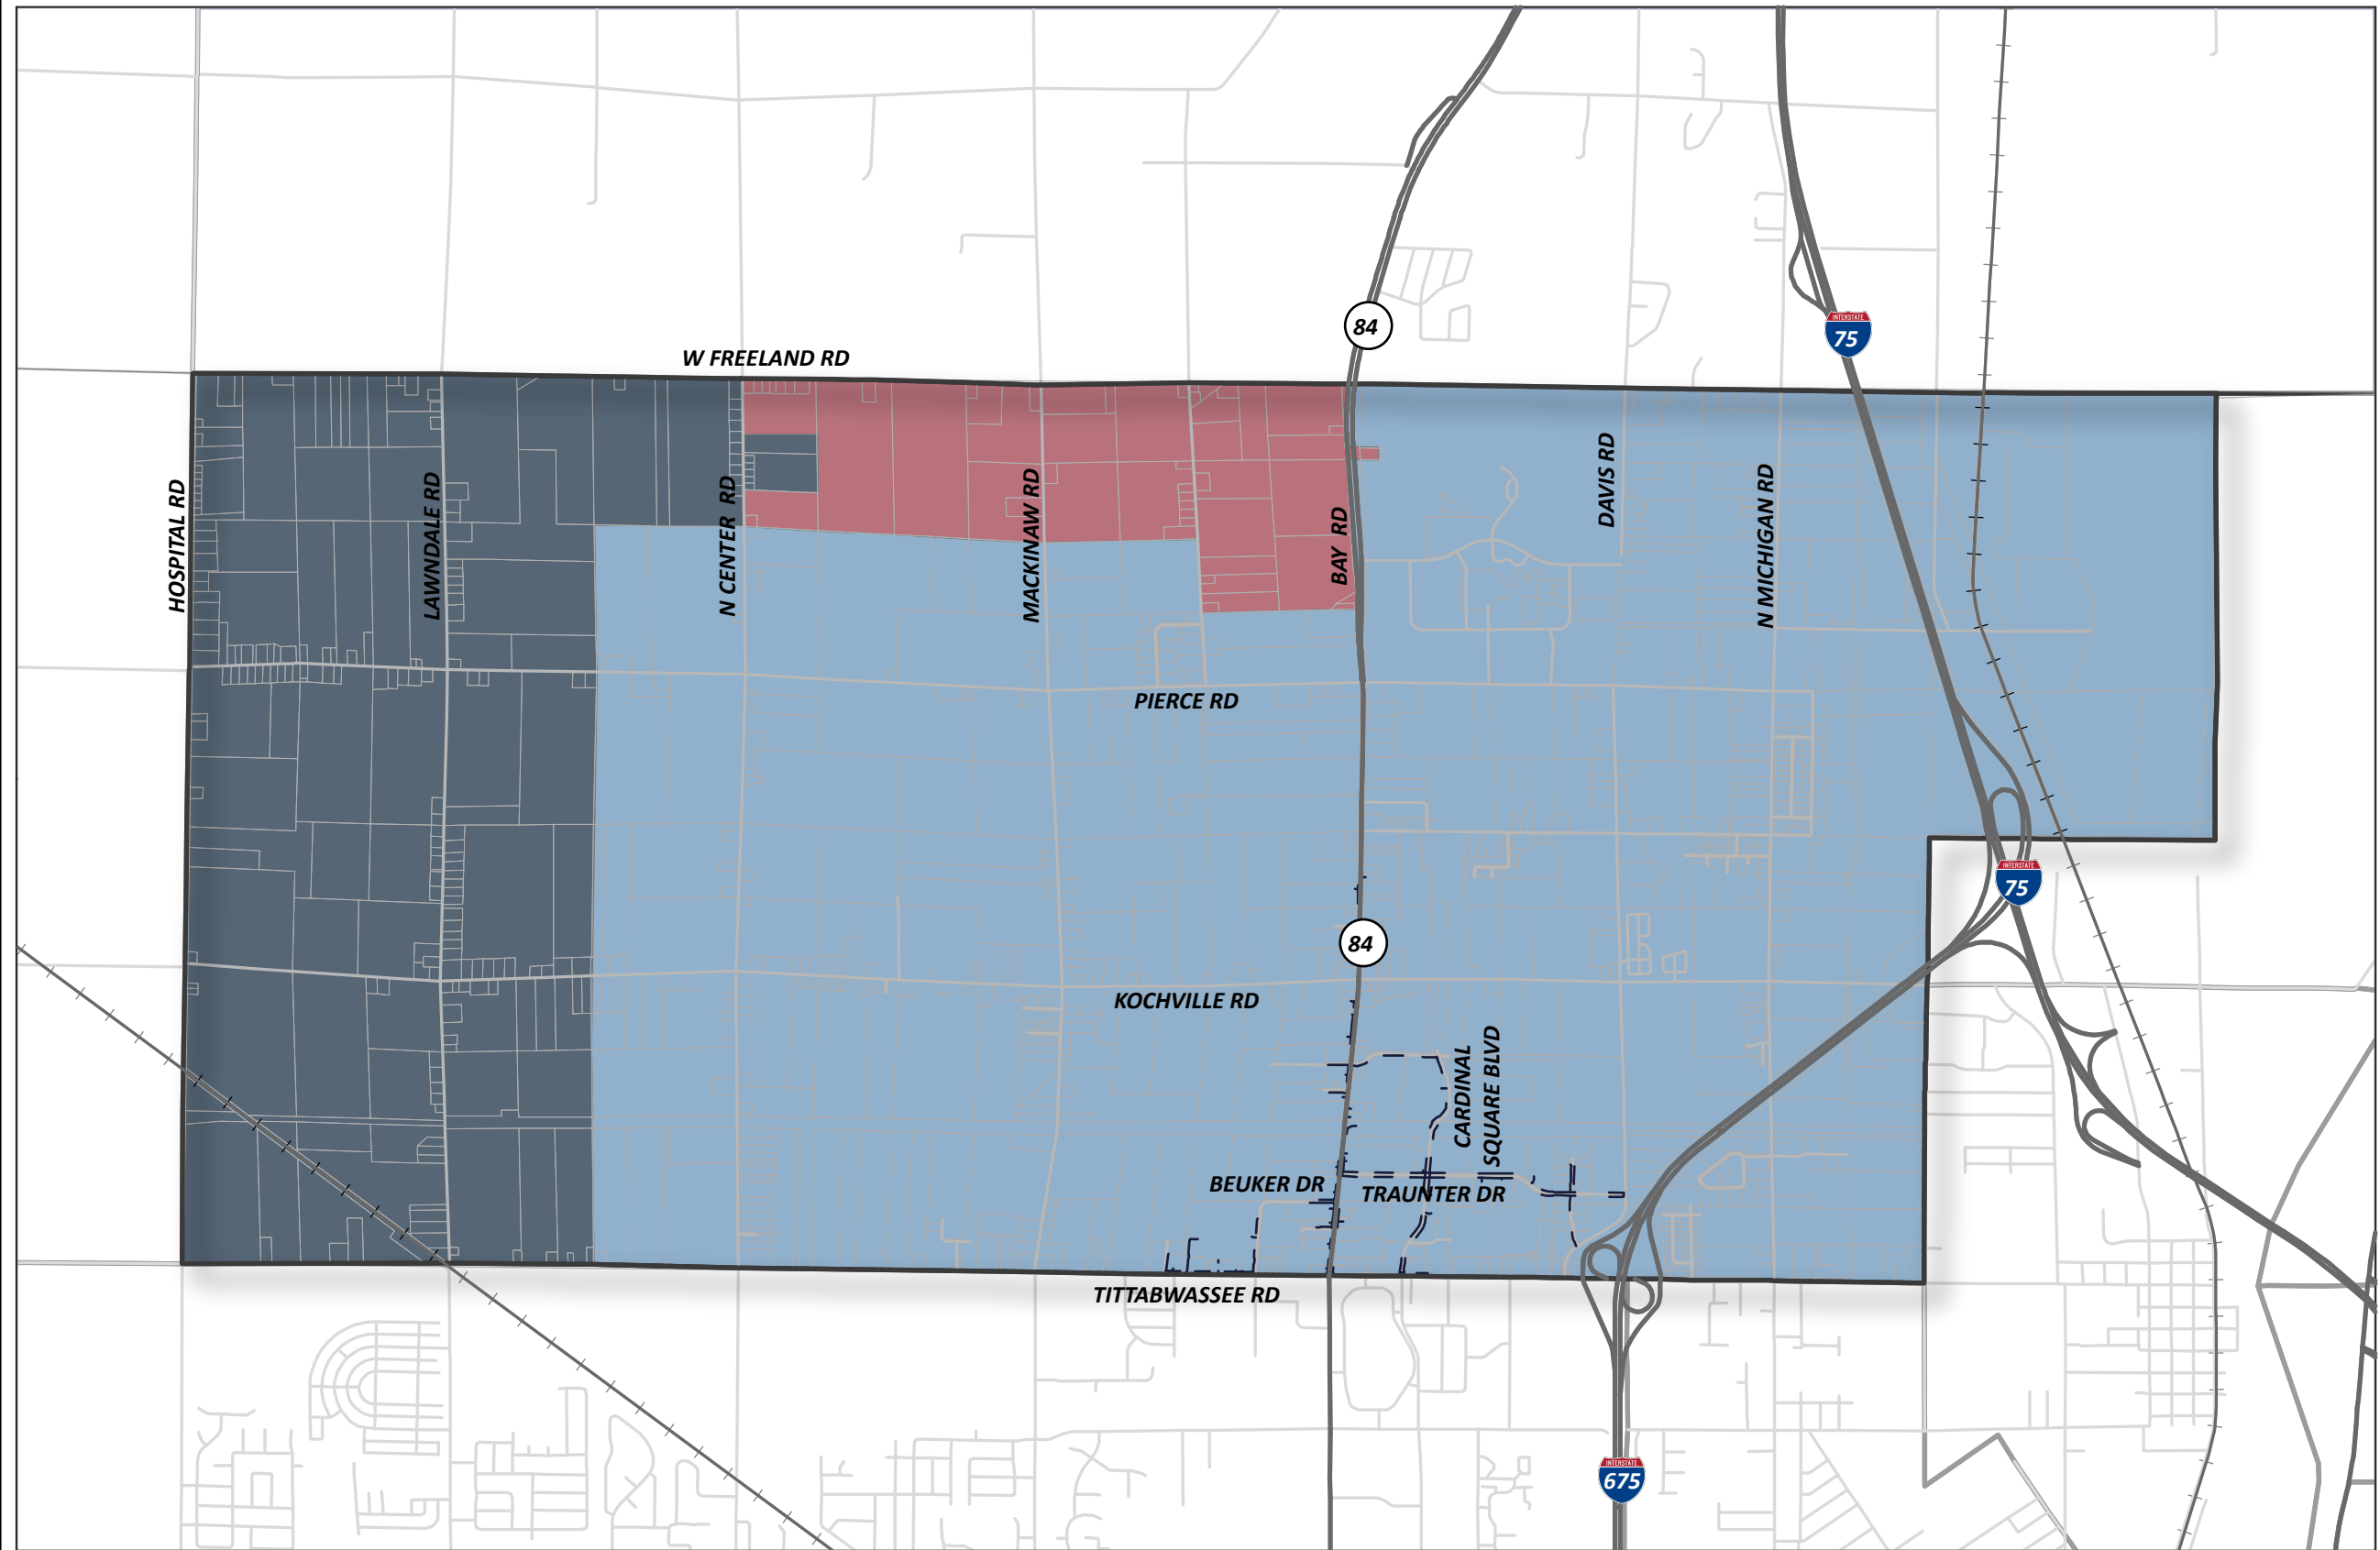 84
INTERSTATE
75
W FREELAND RD
HOSPITAL RD
LAWNDALE RD
N CENTER RD
MACKINAW RD
BAY RD
DAVIS RD
N MICHIGAN RD
PIERCE RD
INTERSTATE
75
84
KOCHVILLE RD
CARDINAL
SQUARE BLVD
BEUKER DR
TRAUNTER DR
TITTABWASSEE RD
INTERSTATE
675